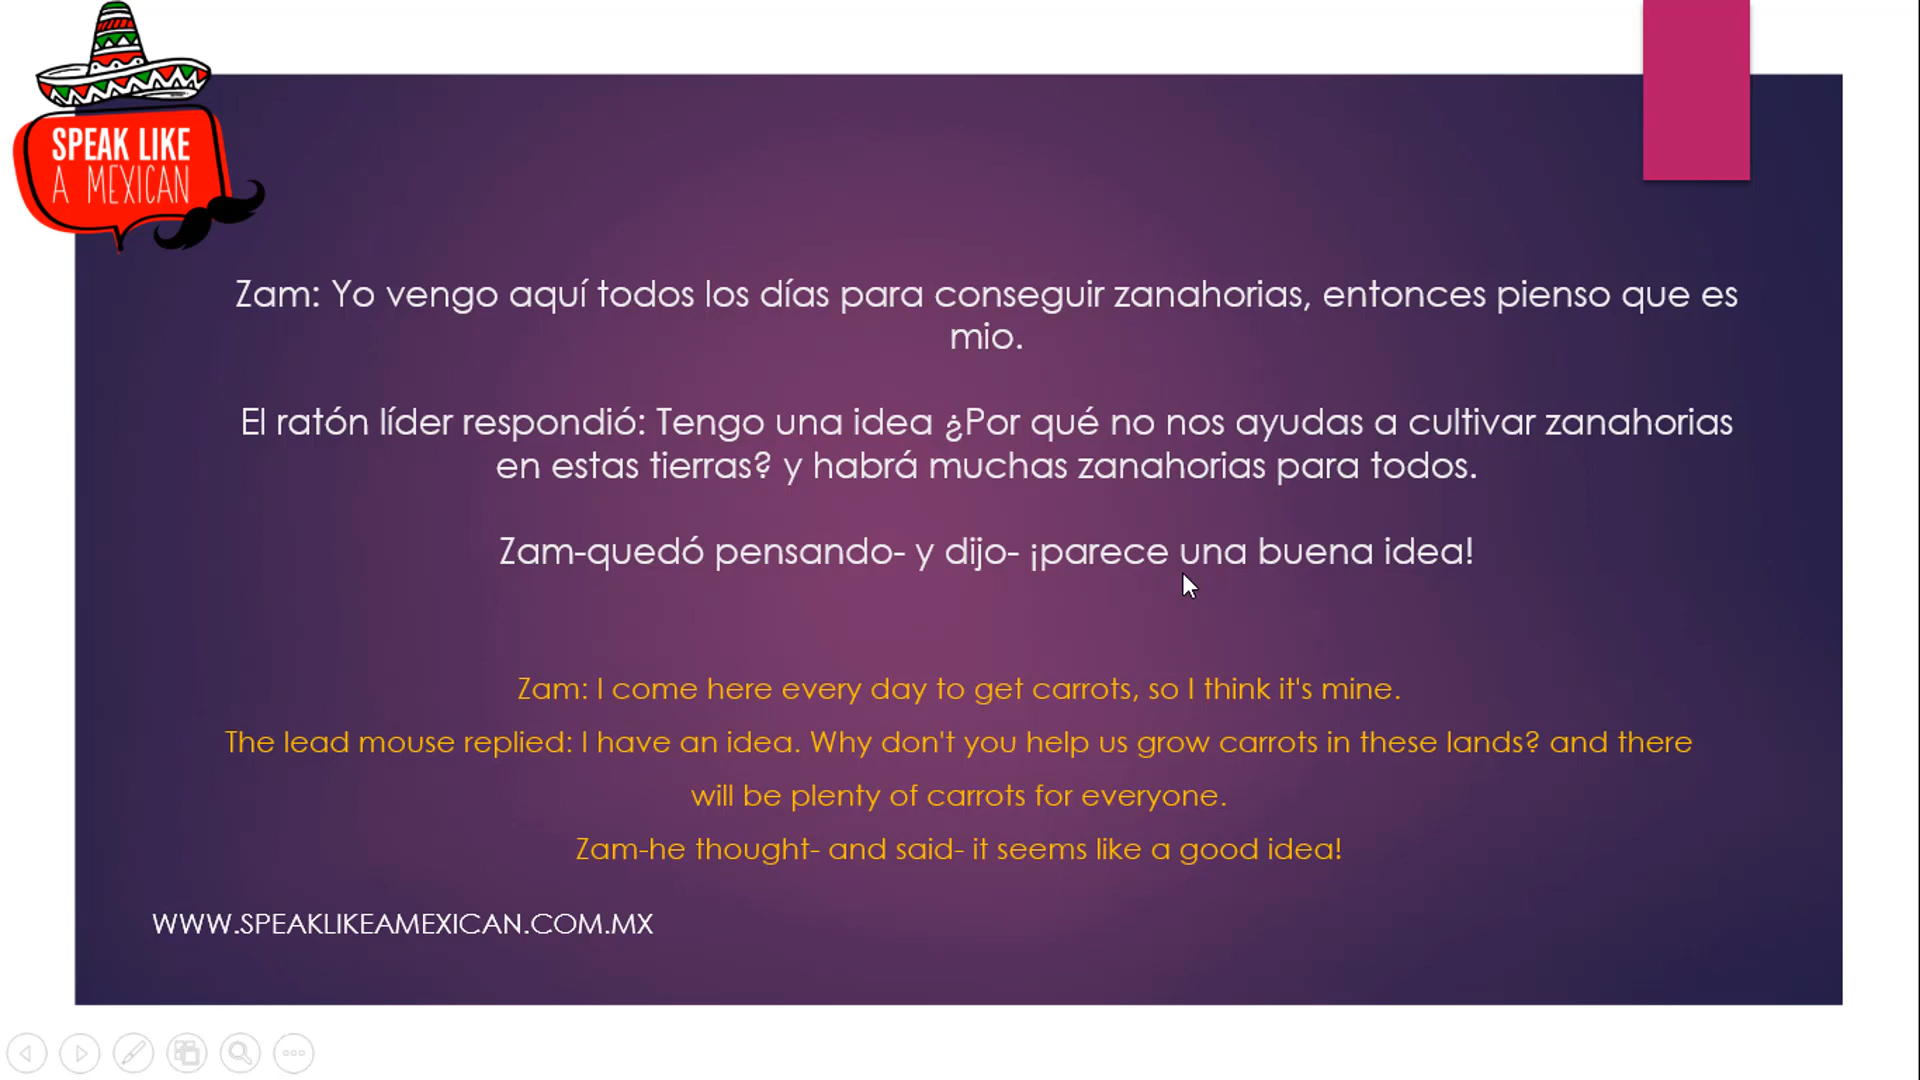 SPEAK LIKE
A MEXICAN
Zam: Yo vengo aquí todos los días para conseguir zanahorias, entonces pienso que es
mio.
El ratón líder respondió: Tengo una idea ¿Por qué no nos ayudas a cultivar zanahorias
en estas tierras? y habrá muchas zanahorias para todos.
Zam-quedó pensando- y dijo- ¡parece una buena idea!
Zam: I come here every day to get carrots, so I think it's mine.
The lead mouse replied: I have an idea. Why don't you help us grow carrots in these lands? and there
will be plenty of carrots for everyone.
Zam-he thought- and said- it seems like a good idea!
WWW.SPEAKLIKEAMEXICAN.COM.MX